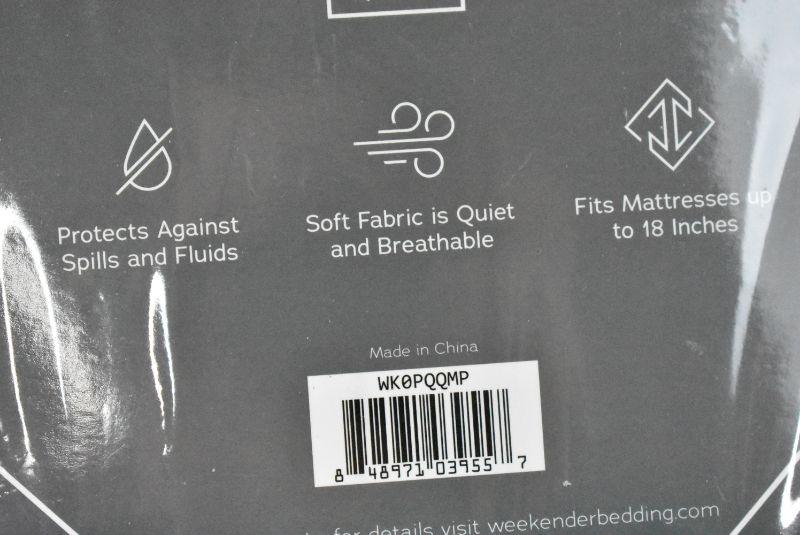 Protects Against
Spills and Fluids
Soft Fabric is Quiet
and Breathable
Fits Mattresses up
to 18 Inches
Made in China
WK0PQQMP
8 48971 03955 7
for details visit weekenderbedding.com